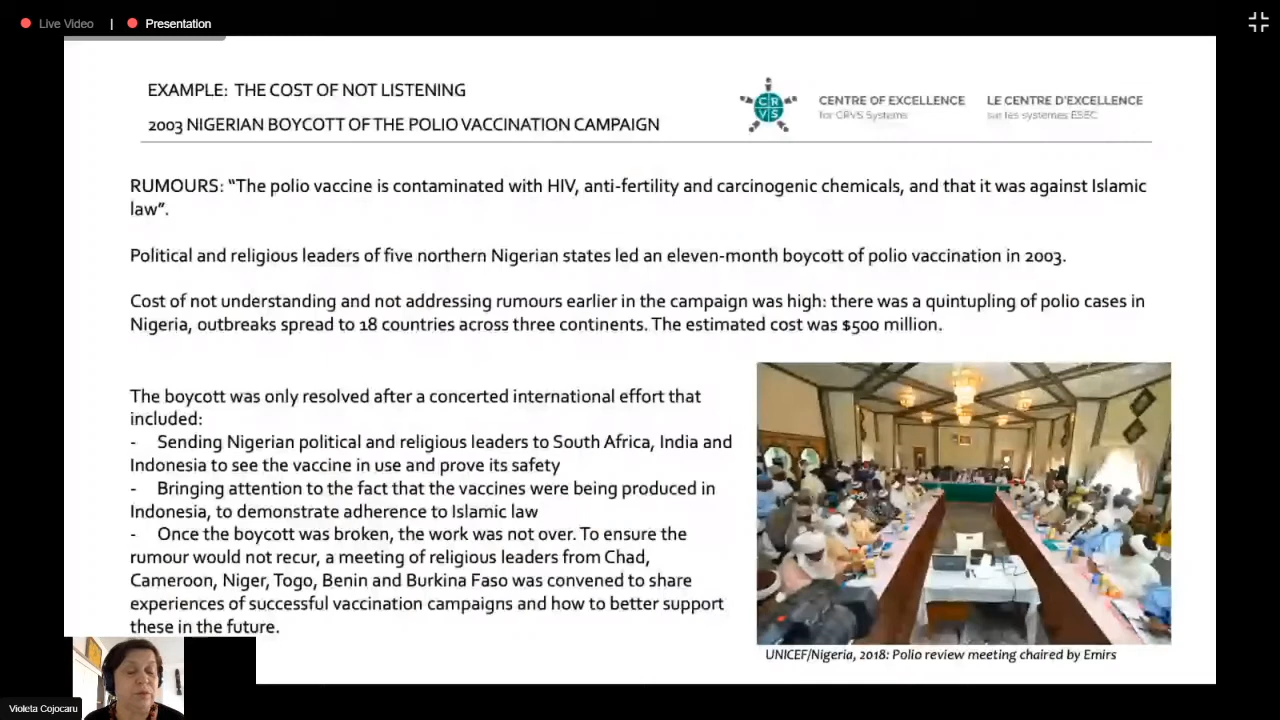 Live Video | Presentation
EXAMPLE: THE COST OF NOT LISTENING
2003 NIGERIAN BOYCOTT OF THE POLIO VACCINATION CAMPAIGN
CRVS
CENTRE OF EXCELLENCE
for CRVS Systems
LE CENTRE D'EXCELLENCE
sur les systèmes ESEC
RUMOURS: “The polio vaccine is contaminated with HIV, anti-fertility and carcinogenic chemicals, and that it was against Islamic
law”.
Political and religious leaders of five northern Nigerian states led an eleven-month boycott of polio vaccination in 2003.
Cost of not understanding and not addressing rumours earlier in the campaign was high: there was a quintupling of polio cases in
Nigeria, outbreaks spread to 18 countries across three continents. The estimated cost was $500 million.
The boycott was only resolved after a concerted international effort that
included:
- Sending Nigerian political and religious leaders to South Africa, India and
Indonesia to see the vaccine in use and prove its safety
- Bringing attention to the fact that the vaccines were being produced in
Indonesia, to demonstrate adherence to Islamic law
- Once the boycott was broken, the work was not over. To ensure the
rumour would not recur, a meeting of religious leaders from Chad,
Cameroon, Niger, Togo, Benin and Burkina Faso was convened to share
experiences of successful vaccination campaigns and how to better support
these in the future.
UNICEF/Nigeria, 2018: Polio review meeting chaired by Emirs
Violeta Cojocaru